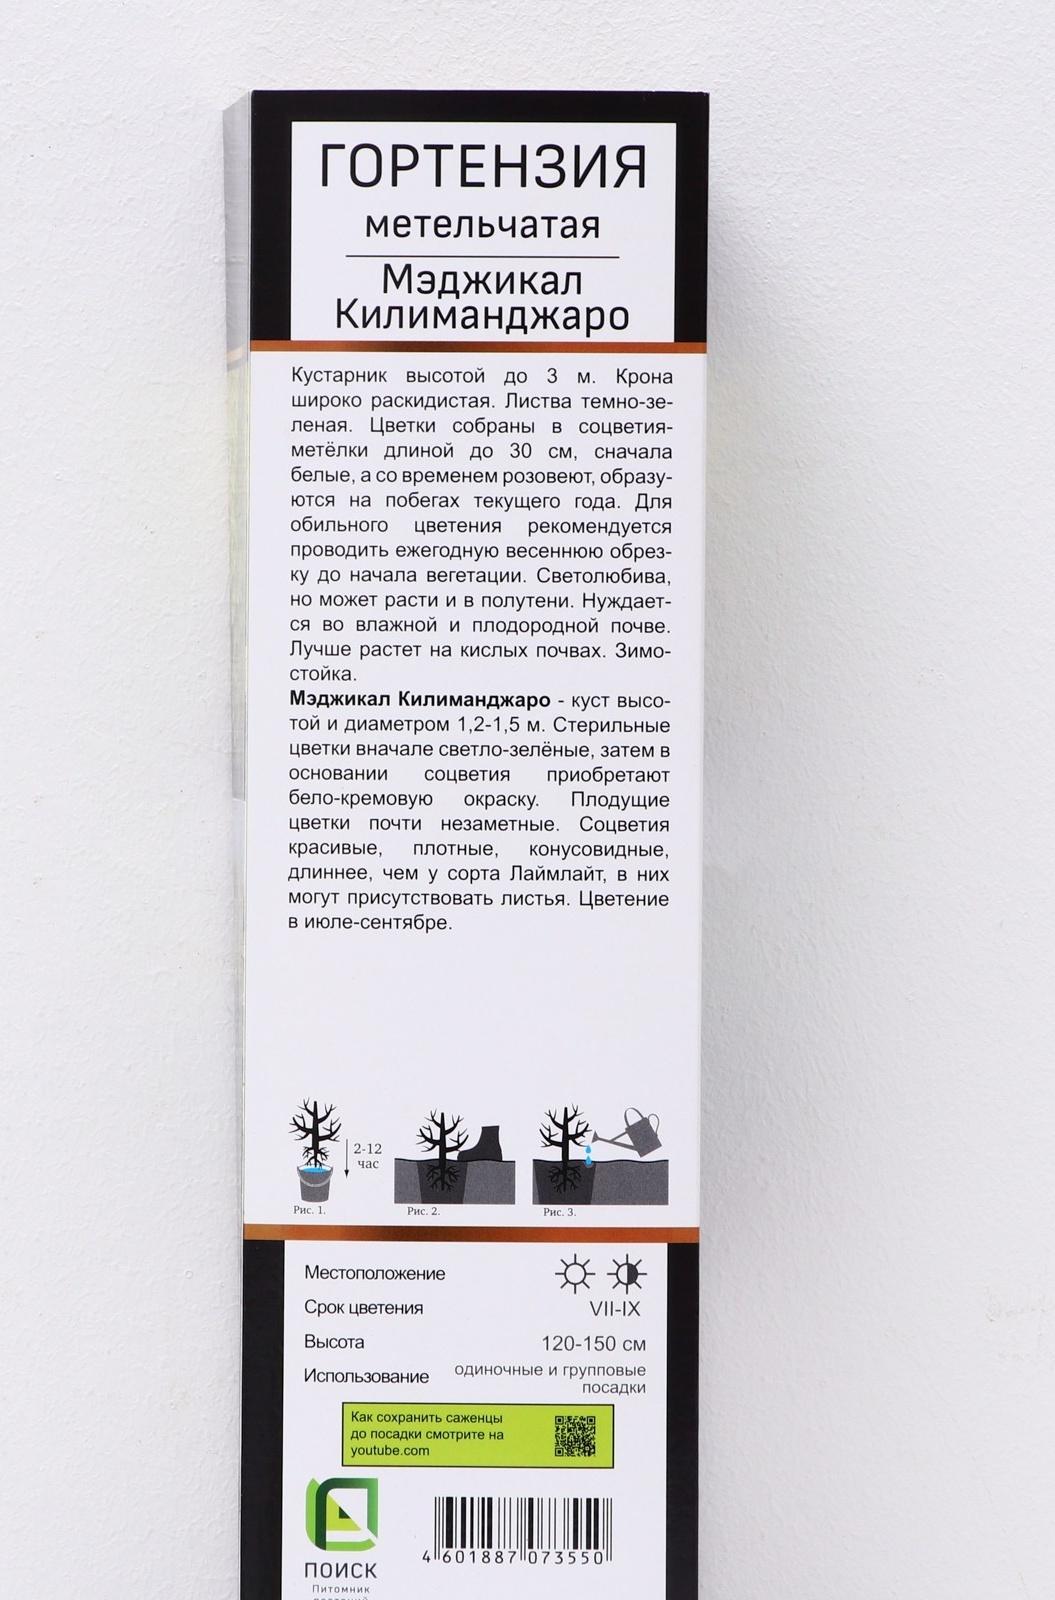 ГОРТЕНЗИЯ
метельчатая
Мэджикал
Килиманджаро
Кустарник высотой до 3 м. Крона
широко раскидистая. Листва темно-зе-
леная. Цветки собраны в соцветия-
метёлки длиной до 30 см, сначала
белые, а со временем розовеют, образу-
ются на побегах текущего года. Для
обильного цветения рекомендуется
проводить ежегодную весеннюю обрез-
ку до начала вегетации. Светолюбива,
но может расти и в полутени. Нуждает-
ся во влажной и плодородной почве.
Лучше растет на кислых почвах. Зимо-
стойка.
Мэджикал Килиманджаро - куст высо-
той и диаметром 1,2-1,5 м. Стерильные
цветки вначале светло-зелёные, затем в
основании соцветия приобретают
бело-кремовую окраску. Плодущие
цветки почти незаметные. Соцветия
красивые, плотные, конусовидные,
длиннее, чем у сорта Лаймлайт, в них
могут присутствовать листья. Цветение
в июле-сентябре.
2-12
час
Рис. 1. Рис. 2. Рис. 3.
Местоположение
Срок цветения VII-IX
Высота 120-150 см
Использование одиночные и групповые
посадки
Как сохранить саженцы
до посадки смотрите на
youtube.com
ПОИСК
Питомник
4 601887 073550